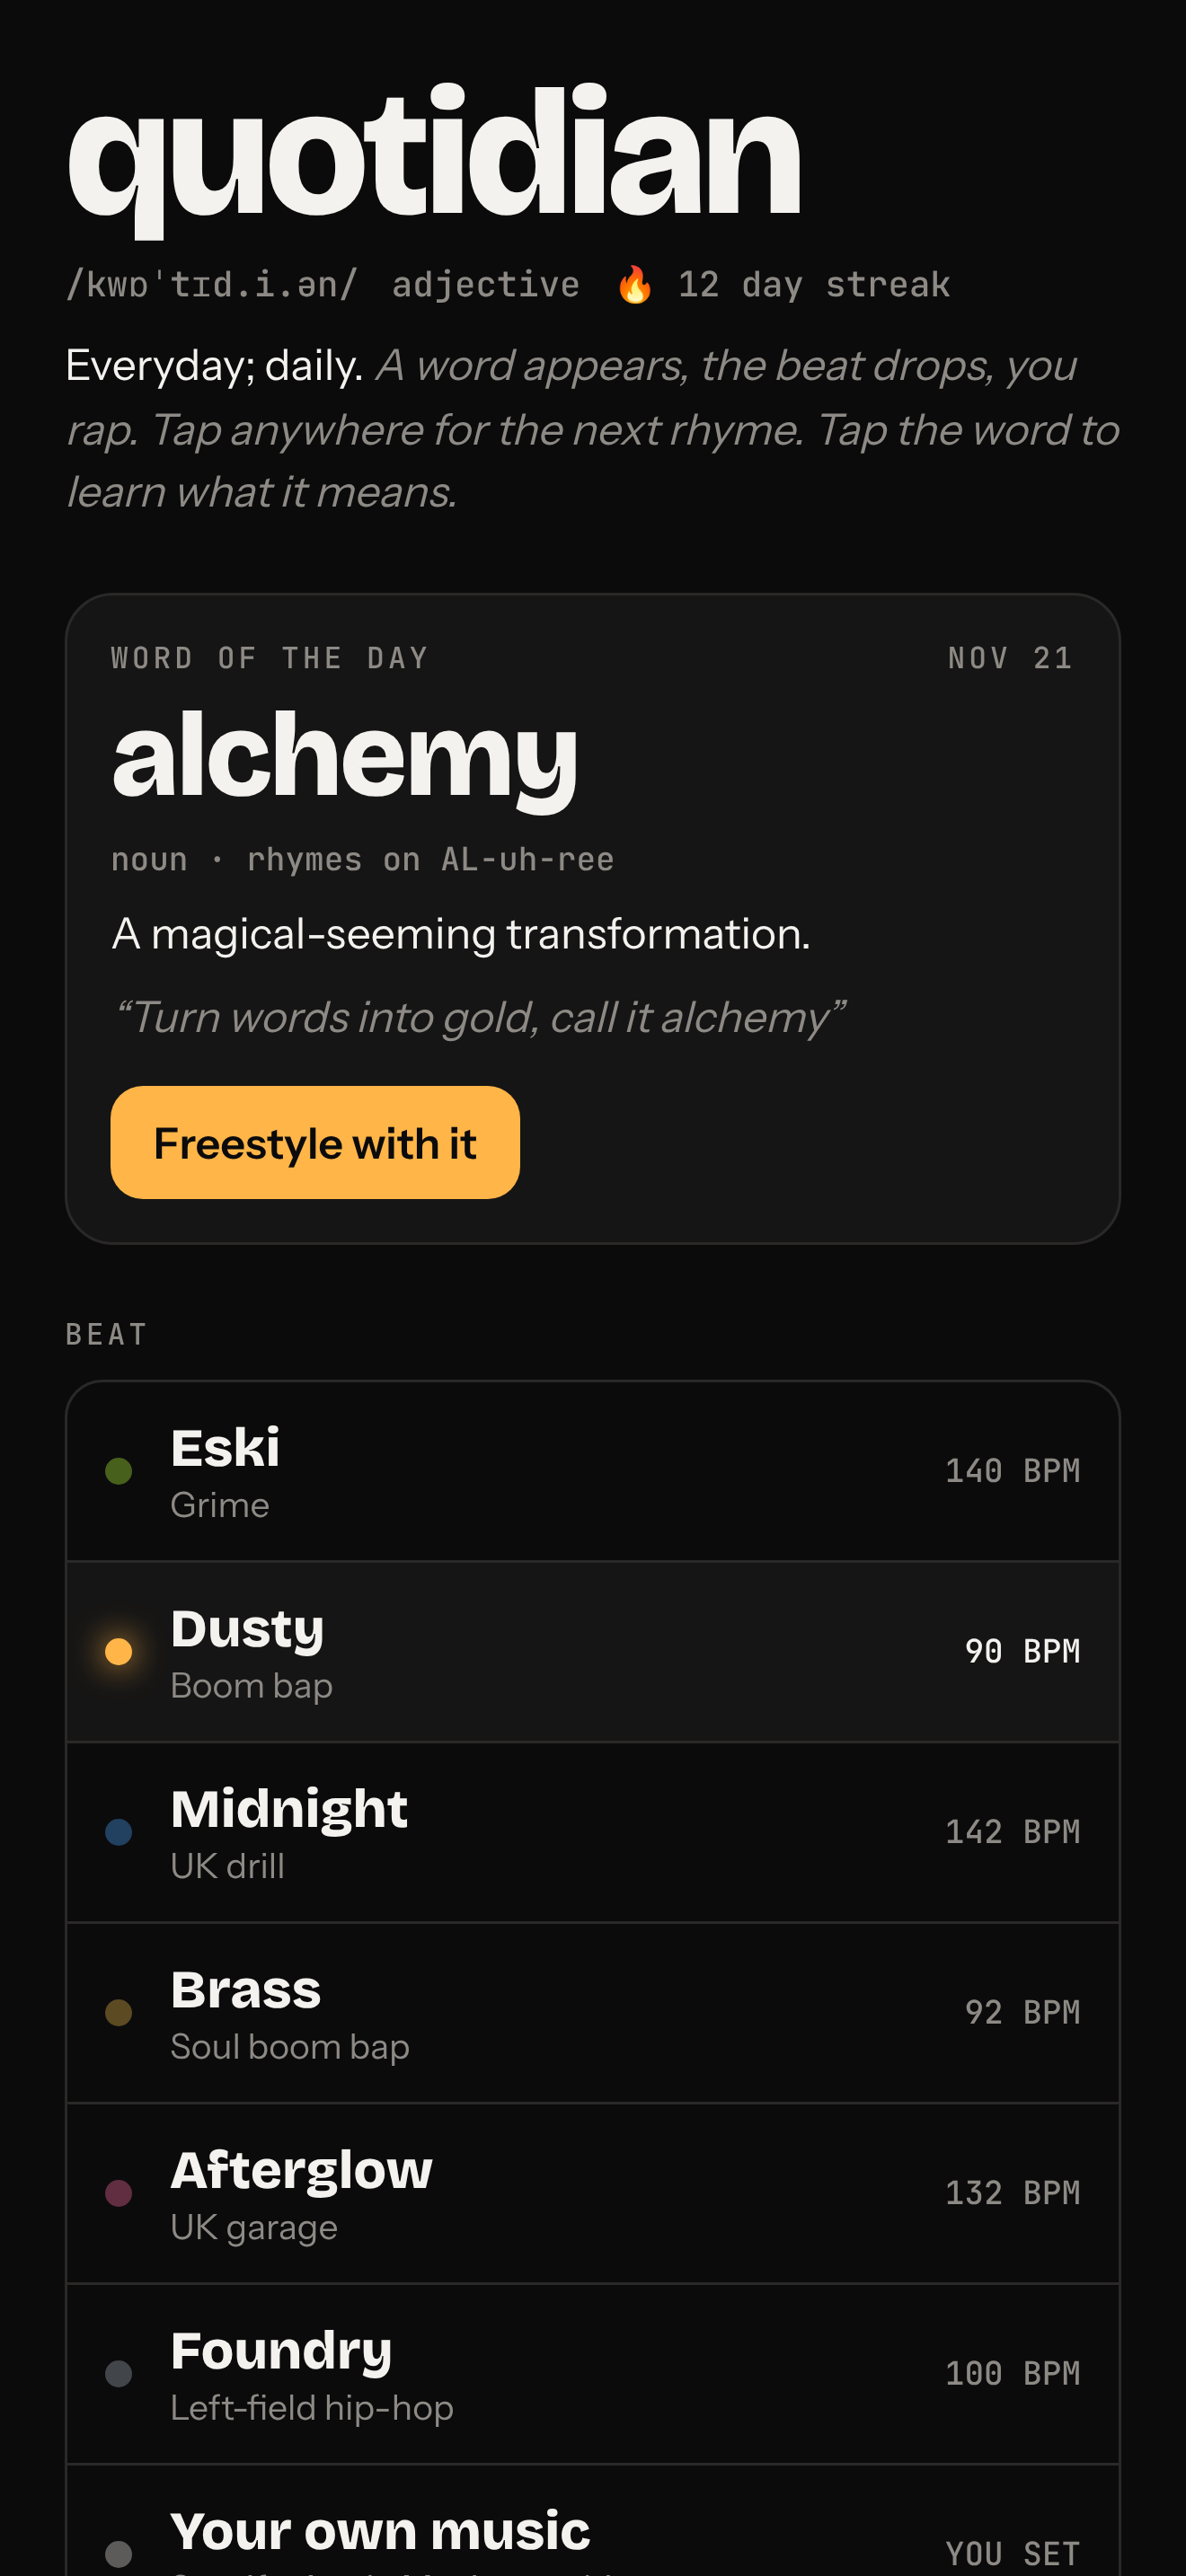 quotidian
/kwɒˈtɪd.i.ən/ adjective 🔥 12 day streak
Everyday; daily. A word appears, the beat drops, you
rap. Tap anywhere for the next rhyme. Tap the word to
learn what it means.
WORD OF THE DAY NOV 21
alchemy
noun · rhymes on AL-uh-ree
A magical-seeming transformation.
“Turn words into gold, call it alchemy”
Freestyle with it
BEAT
Eski
Grime
140 BPM
Dusty
Boom bap
90 BPM
Midnight
UK drill
142 BPM
Brass
Soul boom bap
92 BPM
Afterglow
UK garage
132 BPM
Foundry
Left-field hip-hop
100 BPM
Your own music
YOU SET